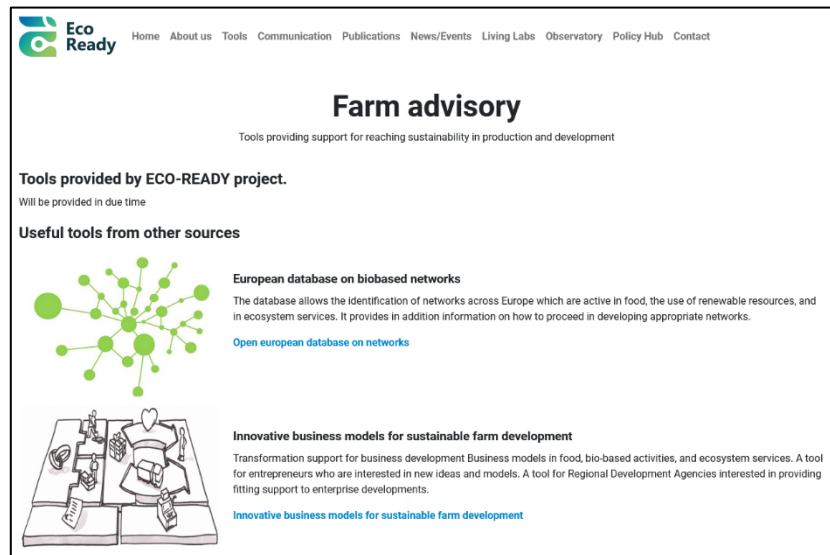 Eco
Ready
Home About us Tools Communication Publications News/Events Living Labs Observatory Policy Hub Contact
Farm advisory
Tools providing support for reaching sustainability in production and development
Tools provided by ECO-READY project.
Will be provided in due time
Useful tools from other sources
European database on biobased networks
The database allows the identification of networks across Europe which are active in food, the use of renewable resources, and
in ecosystem services. It provides in addition information on how to proceed in developing appropriate networks.
Open european database on networks
Innovative business models for sustainable farm development
Transformation support for business development Business models in food, bio-based activities, and ecosystem services. A tool
for entrepreneurs who are interested in new ideas and models. A tool for Regional Development Agencies interested in providing
fitting support to enterprise developments.
Innovative business models for sustainable farm development